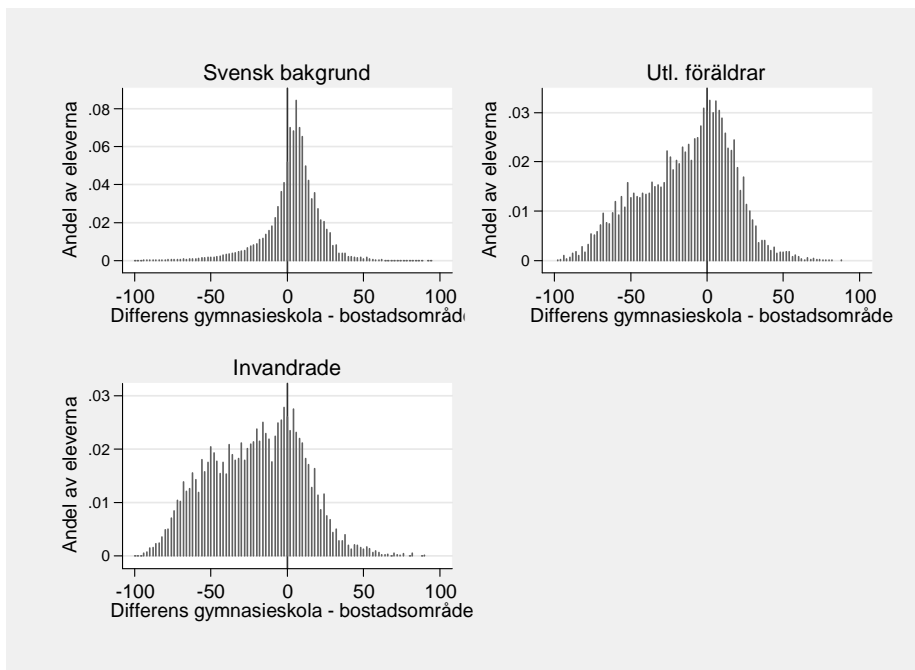 Svensk bakgrund
Andel av eleverna
.08
.06
.04
.02
0
-100 -50 0 50 100
Differens gymnasieskola - bostadsområde
Utl. föräldrar
Andel av eleverna
.03
.02
.01
0
-100 -50 0 50 100
Differens gymnasieskola - bostadsområde
Invandrade
Andel av eleverna
.03
.02
.01
0
-100 -50 0 50 100
Differens gymnasieskola - bostadsområde